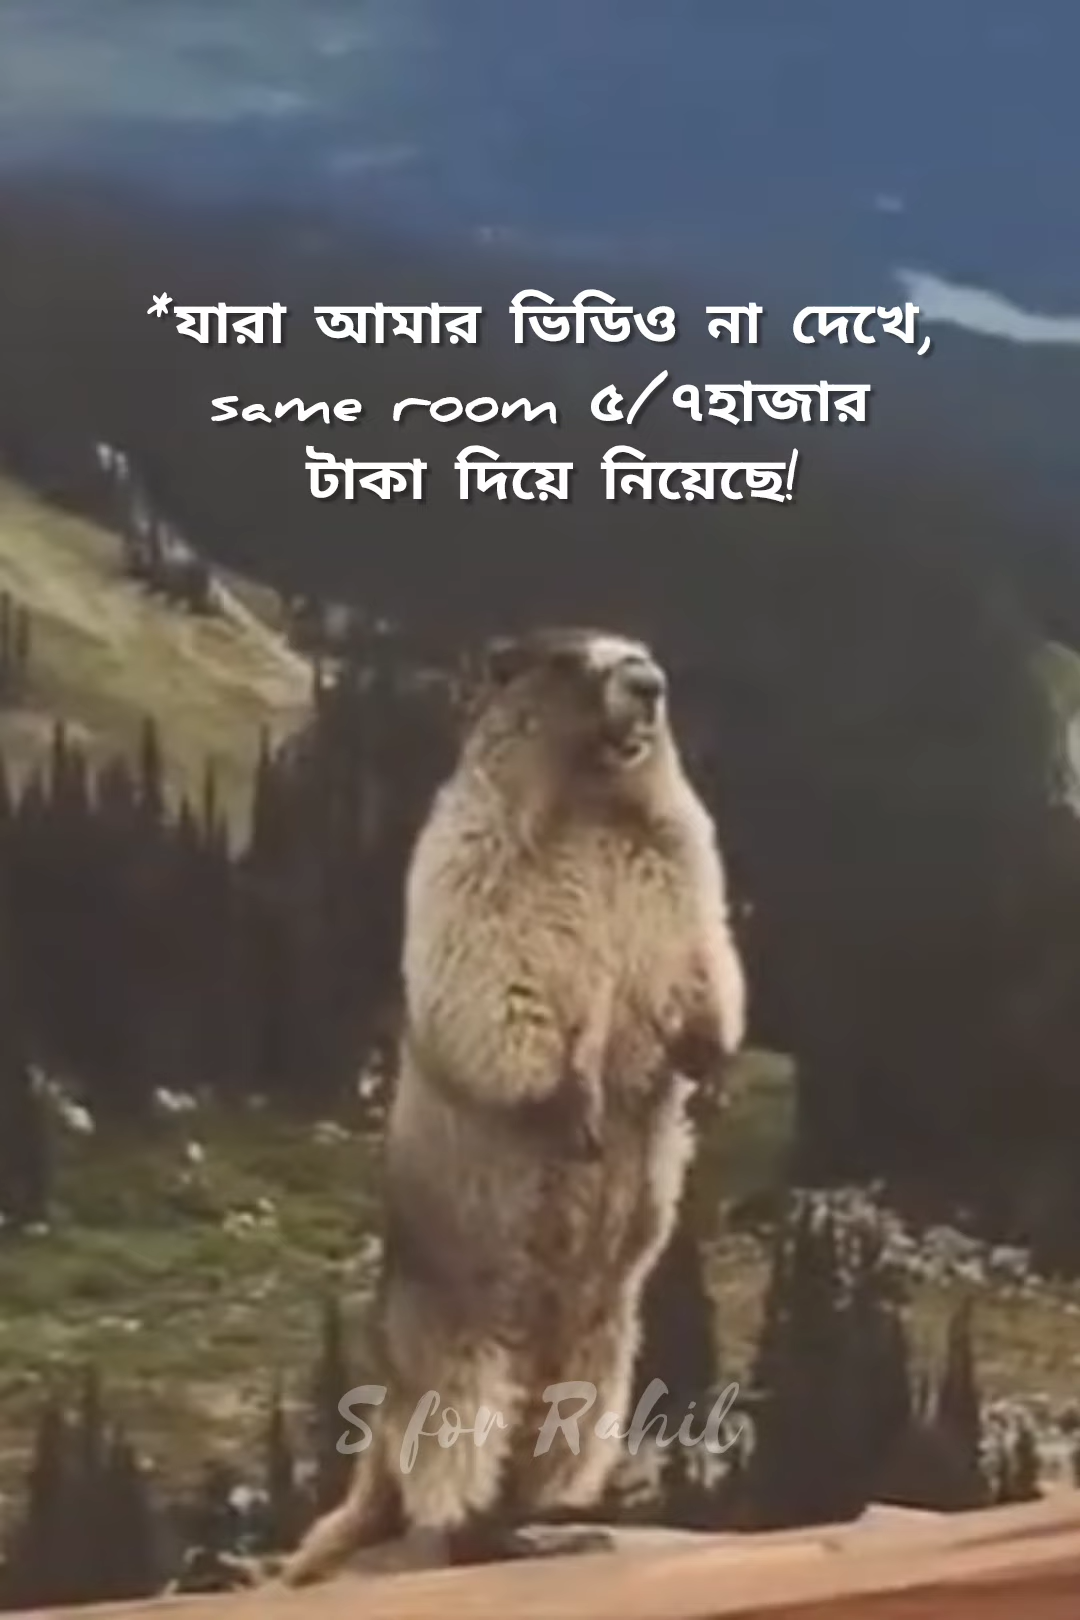 *যারা আমার ভিডিও না দেখে,
same room ৫/৭হাজার
টাকা দিয়ে নিয়েছে!
S for Rahil